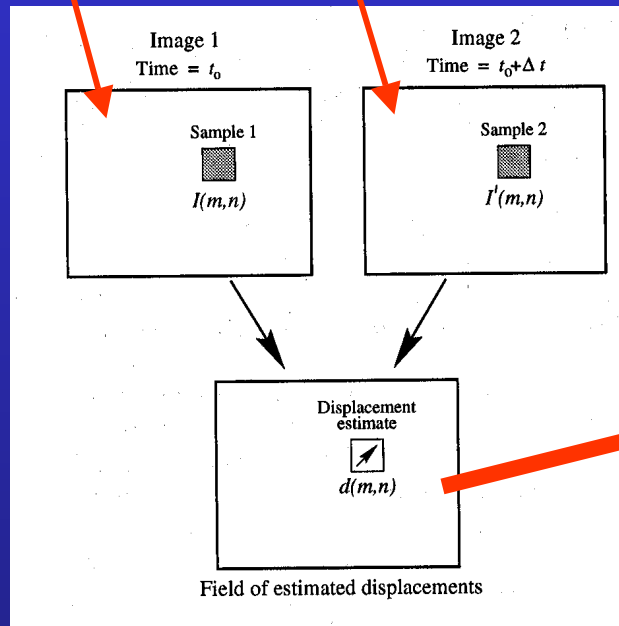 Image 1
Time = t₀
Sample 1
I(m,n)
Image 2
Time = t₀+Δ t
Sample 2
I'(m,n)
Displacement
estimate
d(m,n)
Field of estimated displacements